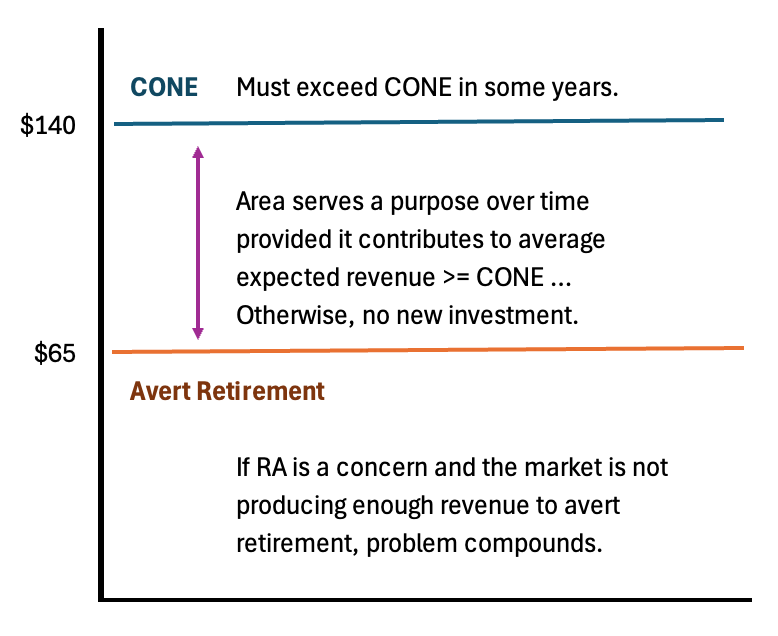 CONE Must exceed CONE in some years.
$140
Area serves a purpose over time
provided it contributes to average
expected revenue >= CONE ...
Otherwise, no new investment.
$65
Avert Retirement
If RA is a concern and the market is not
producing enough revenue to avert
retirement, problem compounds.